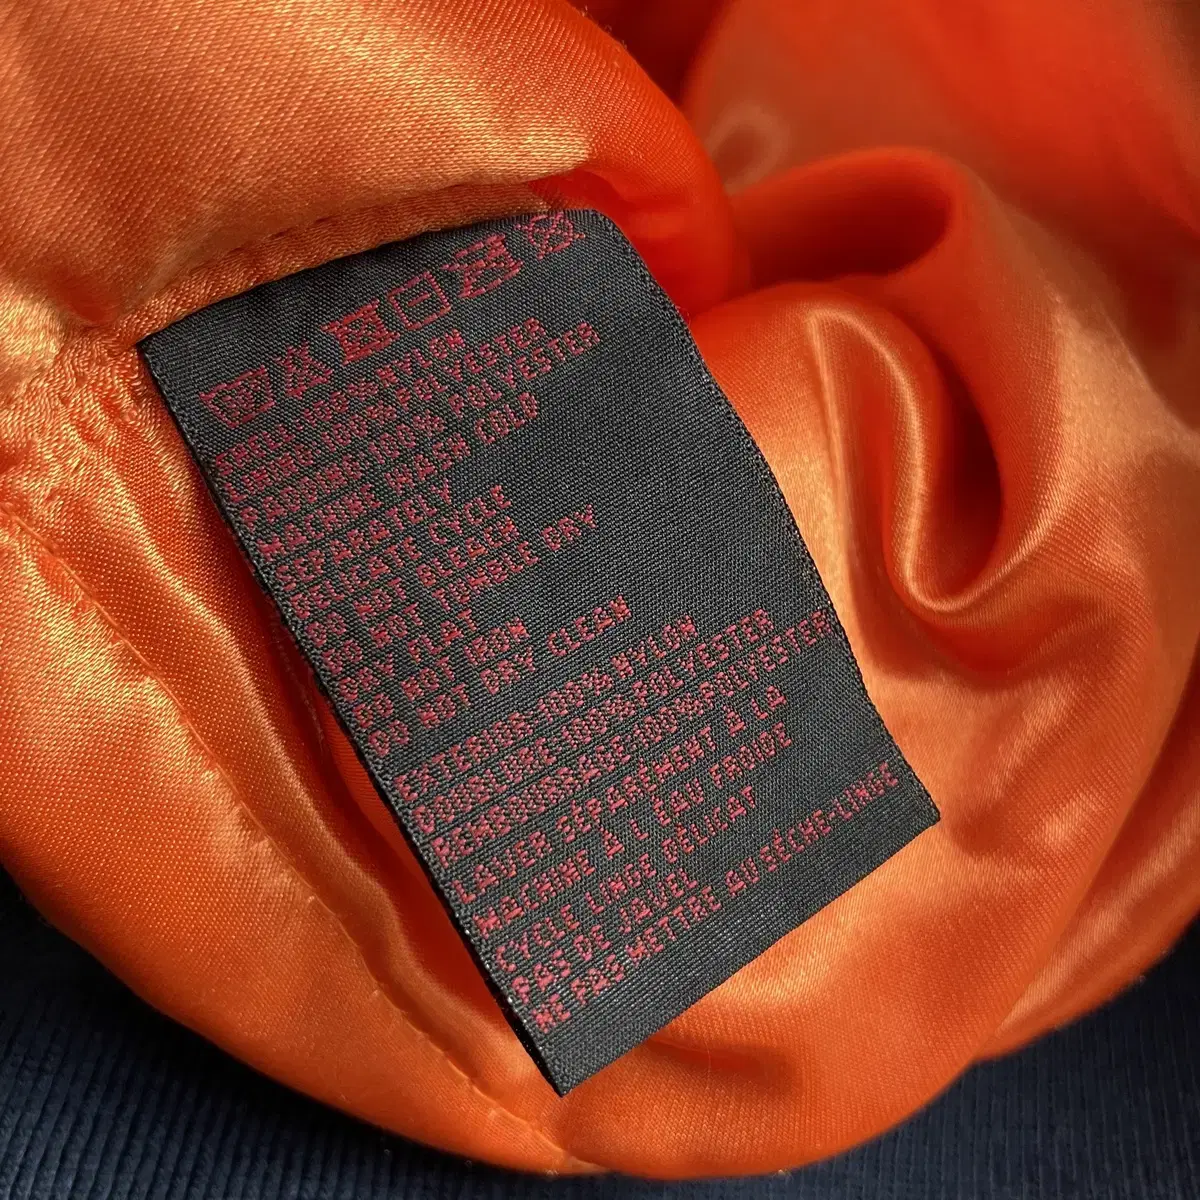 SHELL-100%NYLON
LINING-100%POLYESTER
PADDING-100% POLYESTER
MACHINE WASH COLD
SEPARATELY
DELICATE CYCLE
DO NOT BLEACH
DO NOT TUMBLE DRY
DRY FLAT
DO NOT IRON
DO NOT DRY CLEAN
EXTERIOR-100% NYLON
DOUBLURE-100%-POLYESTER
REMBOURRAGE-100%-POLYESTER
LAVER SÉPARÉMENT À LA
MACHINE À L EAU FROIDE
CYCLE LINGE DÉLICAT
PAS DE JAVEL
NE PAS METTRE AU SÈCHE-LINGE